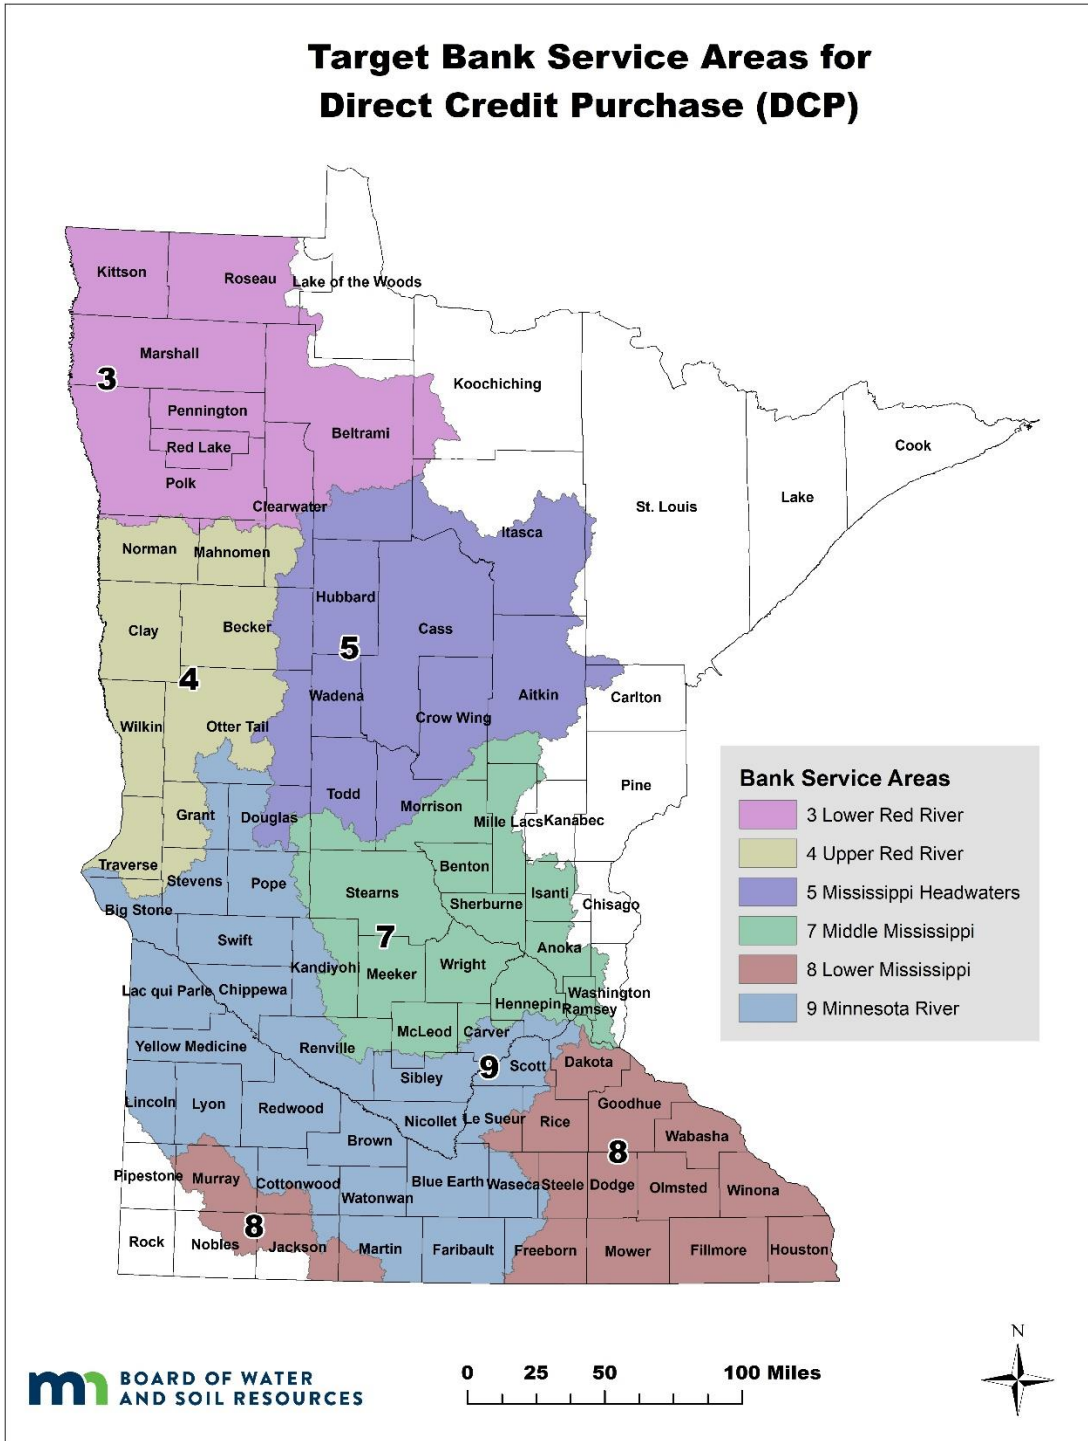 Target Bank Service Areas for
Direct Credit Purchase (DCP)
Kittson
Roseau
Lake of the Woods
Marshall
3
Koochiching
Pennington
Beltrami
Red Lake
Cook
Polk
Lake
Clearwater
St. Louis
Itasca
Norman
Mahnomen
Hubbard
Clay
Becker
Cass
5
4
Wadena
Aitkin
Carlton
Crow Wing
Wilkin
Otter Tail
Pine
Todd
Morrison
Grant
Douglas
Mille Lacs
Kanabec
Traverse
Benton
Stevens
Pope
Stearns
Isanti
Sherburne
Chisago
Big Stone
7
Swift
Anoka
Kandiyohi
Meeker
Wright
Lac qui Parle
Chippewa
Washington
Hennepin
Ramsey
McLeod
Carver
Yellow Medicine
Renville
Dakota
9
Scott
Sibley
Lincoln
Lyon
Redwood
Goodhue
Nicollet
Le Sueur
Rice
Brown
Wabasha
8
Pipestone
Murray
Cottonwood
Blue Earth
Waseca
Steele
Dodge
Olmsted
Winona
Watonwan
8
Rock
Nobles
Jackson
Martin
Faribault
Freeborn
Mower
Fillmore
Houston
Bank Service Areas
3 Lower Red River
4 Upper Red River
5 Mississippi Headwaters
7 Middle Mississippi
8 Lower Mississippi
9 Minnesota River
mn BOARD OF WATER
AND SOIL RESOURCES
0 25 50 100 Miles
N